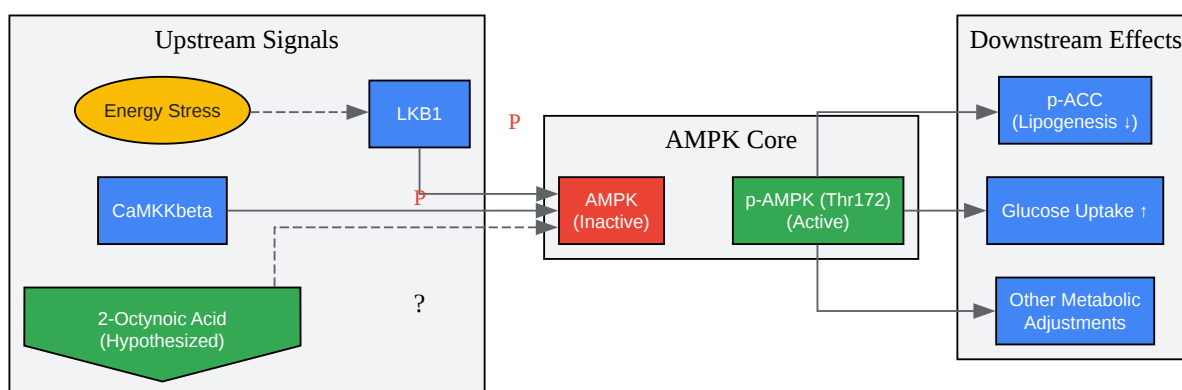 Upstream Signals
Energy Stress
LKB1
P
CaMKKbeta
P
2-Octynoic Acid
(Hypothesized)
?
AMPK Core
AMPK
(Inactive)
p-AMPK (Thr172)
(Active)
Downstream Effects
p-ACC
(Lipogenesis ↓)
Glucose Uptake ↑
Other Metabolic
Adjustments